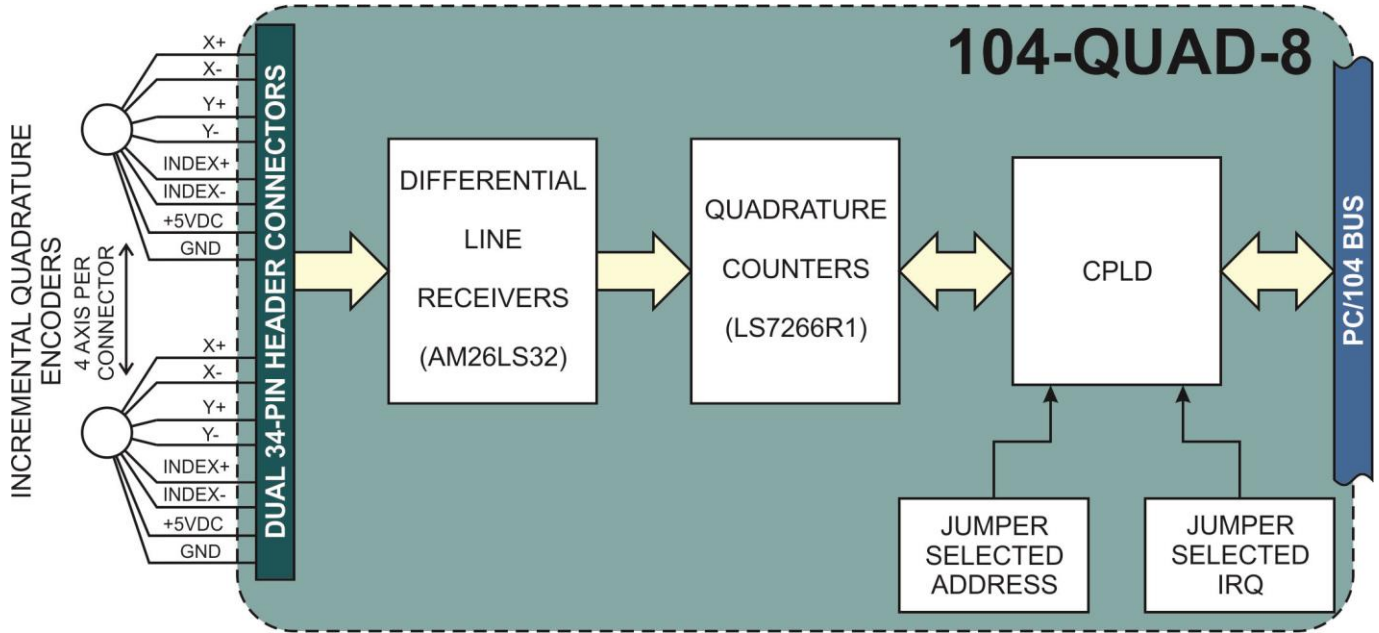 104-QUAD-8
INCREMENTAL QUADRATURE
ENCODERS
4 AXIS PER
CONNECTOR
X+
X-
Y+
Y-
INDEX+
INDEX-
+5VDC
GND
X+
X-
Y+
Y-
INDEX+
INDEX-
+5VDC
GND
DUAL 34-PIN HEADER CONNECTORS
DIFFERENTIAL
LINE
RECEIVERS
(AM26LS32)
QUADRATURE
COUNTERS
(LS7266R1)
CPLD
PC/104 BUS
JUMPER
SELECTED
ADDRESS
JUMPER
SELECTED
IRQ